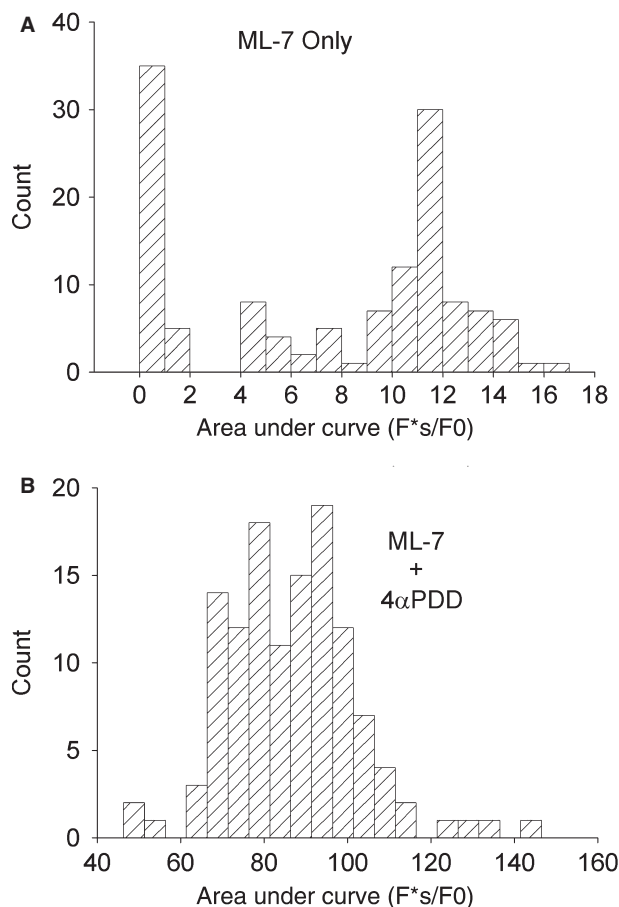 A
ML-7 Only
40
30
20
10
0
Count
0 2 4 6 8 10 12 14 16 18
Area under curve (F*s/F0)
B
ML-7
+
4αPDD
20
15
10
5
0
Count
40 60 80 100 120 140 160
Area under curve (F*s/F0)